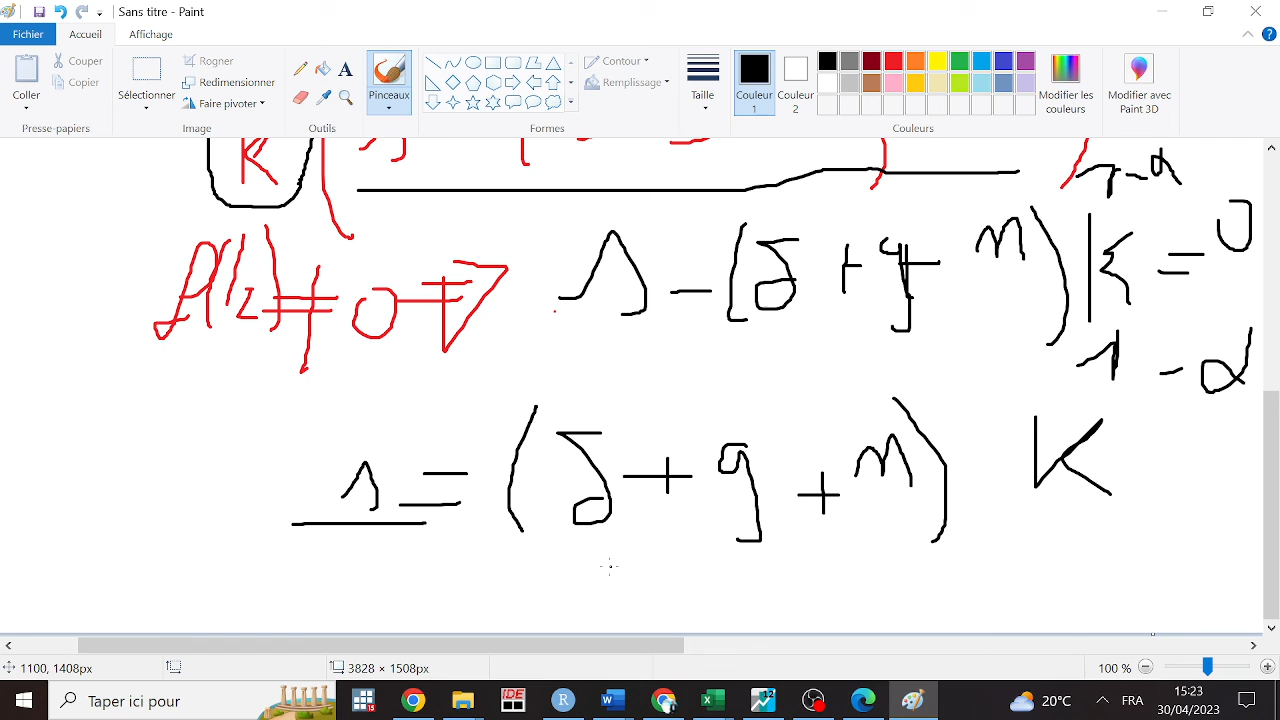 Sans titre - Paint
Fichier Accueil Affichage
Coller
Couper
Copier
Presse-papiers
Sélectionner
Rogner
Redimensionner
Faire pivoter
Image
Outils
Pinceaux
Contour
Remplissage
Formes
Taille
Couleur 1
Couleur 2
Modifier les couleurs
Modifier avec Paint 3D
Couleurs
K
1-α
≠ 0 s - (δ + g + n) k = 0
1 - α
s = (δ + g + n) K
1100, 1408px 3828 × 1508px 100 %
Taper ici pour 20°C FRA 15:23
30/04/2023